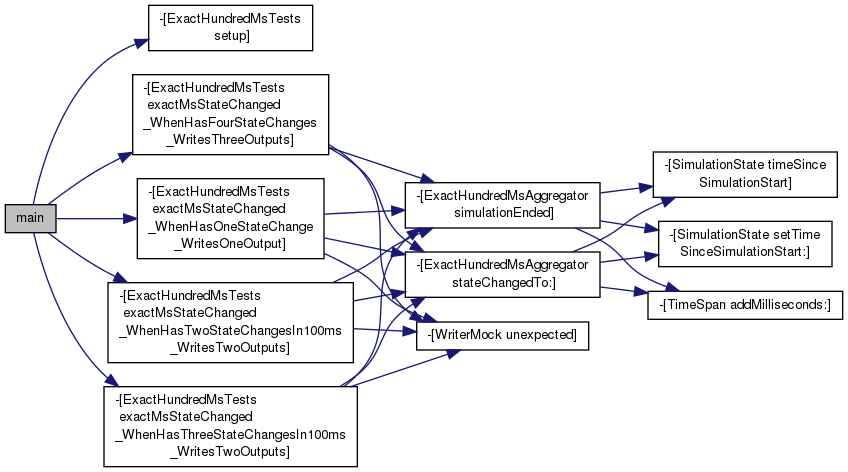 main
-[ExactHundredMsTests
setup]
-[ExactHundredMsTests
exactMsStateChanged
_WhenHasFourStateChanges
_WritesThreeOutputs]
-[ExactHundredMsTests
exactMsStateChanged
_WhenHasOneStateChange
_WritesOneOutput]
-[ExactHundredMsTests
exactMsStateChanged
_WhenHasTwoStateChangesIn100ms
_WritesTwoOutputs]
-[ExactHundredMsTests
exactMsStateChanged
_WhenHasThreeStateChangesIn100ms
_WritesTwoOutputs]
-[ExactHundredMsAggregator
simulationEnded]
-[ExactHundredMsAggregator
stateChangedTo:]
-[WriterMock unexpected]
-[SimulationState timeSince
SimulationStart]
-[SimulationState setTime
SinceSimulationStart:]
-[TimeSpan addMilliseconds:]